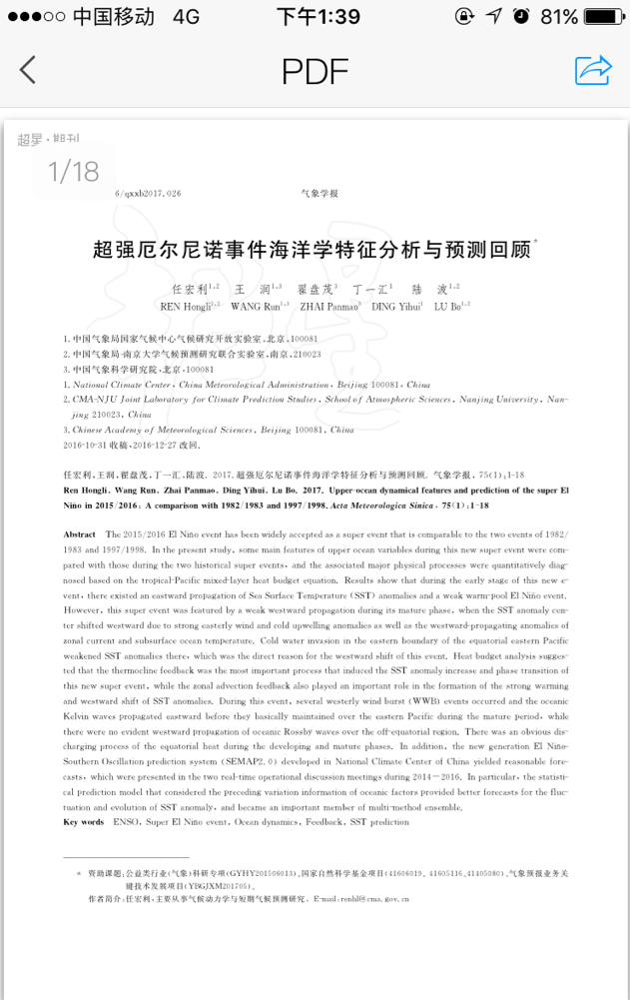 中国移动 4G 下午1:39 81%
PDF
超星·期刊
1/18
6/qxxb2017.026 气象学报
超强厄尔尼诺事件海洋学特征分析与预测回顾*
任宏利1,2 王 润1,3 翟盘茂3 丁一汇1 陆 波1,2
REN Hongli1,2 WANG Run1,3 ZHAI Panmao3 DING Yihui1 LU Bo1,2
1. 中国气象局国家气候中心气候研究开放实验室,北京,100081
2. 中国气象局-南京大学气候预测研究联合实验室,南京,210023
3. 中国气象科学研究院,北京,100081
1. National Climate Center, China Meteorological Administration, Beijing 100081, China
2. CMA-NJU Joint Laboratory for Climate Prediction Studies, School of Atmospheric Sciences, Nanjing University, Nan-
jing 210023, China
3. Chinese Academy of Meteorological Sciences, Beijing 100081, China
2016-10-31 收稿,2016-12-27 改回.
任宏利,王润,翟盘茂,丁一汇,陆波. 2017. 超强厄尔尼诺事件海洋学特征分析与预测回顾. 气象学报, 75(1):1-18
Ren Hongli, Wang Run, Zhai Panmao, Ding Yihui, Lu Bo. 2017. Upper-ocean dynamical features and prediction of the super El
Niño in 2015/2016: A comparison with 1982/1983 and 1997/1998. Acta Meteorologica Sinica, 75(1):1-18
Abstract The 2015/2016 El Niño event has been widely accepted as a super event that is comparable to the two events of 1982/
1983 and 1997/1998. In the present study, some main features of upper ocean variables during this new super event were com-
pared with those during the two historical super events, and the associated major physical processes were quantitatively diag-
nosed based on the tropical-Pacific mixed-layer heat budget equation. Results show that during the early stage of this new e-
vent, there existed an eastward propagation of Sea Surface Temperature (SST) anomalies and a weak warm-pool El Niño event.
However, this super event was featured by a weak westward propagation during its mature phase, when the SST anomaly cen-
ter shifted westward due to strong easterly wind and cold upwelling anomalies as well as the westward-propagating anomalies of
zonal current and subsurface ocean temperature. Cold water invasion in the eastern boundary of the equatorial eastern Pacific
weakened SST anomalies there, which was the direct reason for the westward shift of this event. Heat budget analysis sugges-
ted that the thermocline feedback was the most important process that induced the SST anomaly increase and phase transition of
this new super event, while the zonal advection feedback also played an important role in the formation of the strong warming
and westward shift of SST anomalies. During this event, several westerly wind burst (WWB) events occurred and the oceanic
Kelvin waves propagated eastward before they basically maintained over the eastern Pacific during the mature period, while
there were no evident westward propagation of oceanic Rossby waves over the off-equatorial region. There was an obvious dis-
charging process of the equatorial heat during the developing and mature phases. In addition, the new generation El Niño-
Southern Oscillation prediction system (SEMAP2.0) developed in National Climate Center of China yielded reasonable fore-
casts, which were presented in the two real-time operational discussion meetings during 2014－2016. In particular, the statisti-
cal prediction model that considered the preceding variation information of oceanic factors provided better forecasts for the fluc-
tuation and evolution of SST anomaly, and became an important member of multi-method ensemble.
Key words ENSO, Super El Niño event, Ocean dynamics, Feedback, SST prediction
* 资助课题:公益类行业(气象)科研专项(GYHY201506013)、国家自然科学基金项目(41606019、41605116、41405080)、气象预报业务关
键技术发展项目(YBGJXM201705)。
作者简介:任宏利,主要从事气候动力学与短期气候预测研究。E-mail:renhl@cma.gov.cn